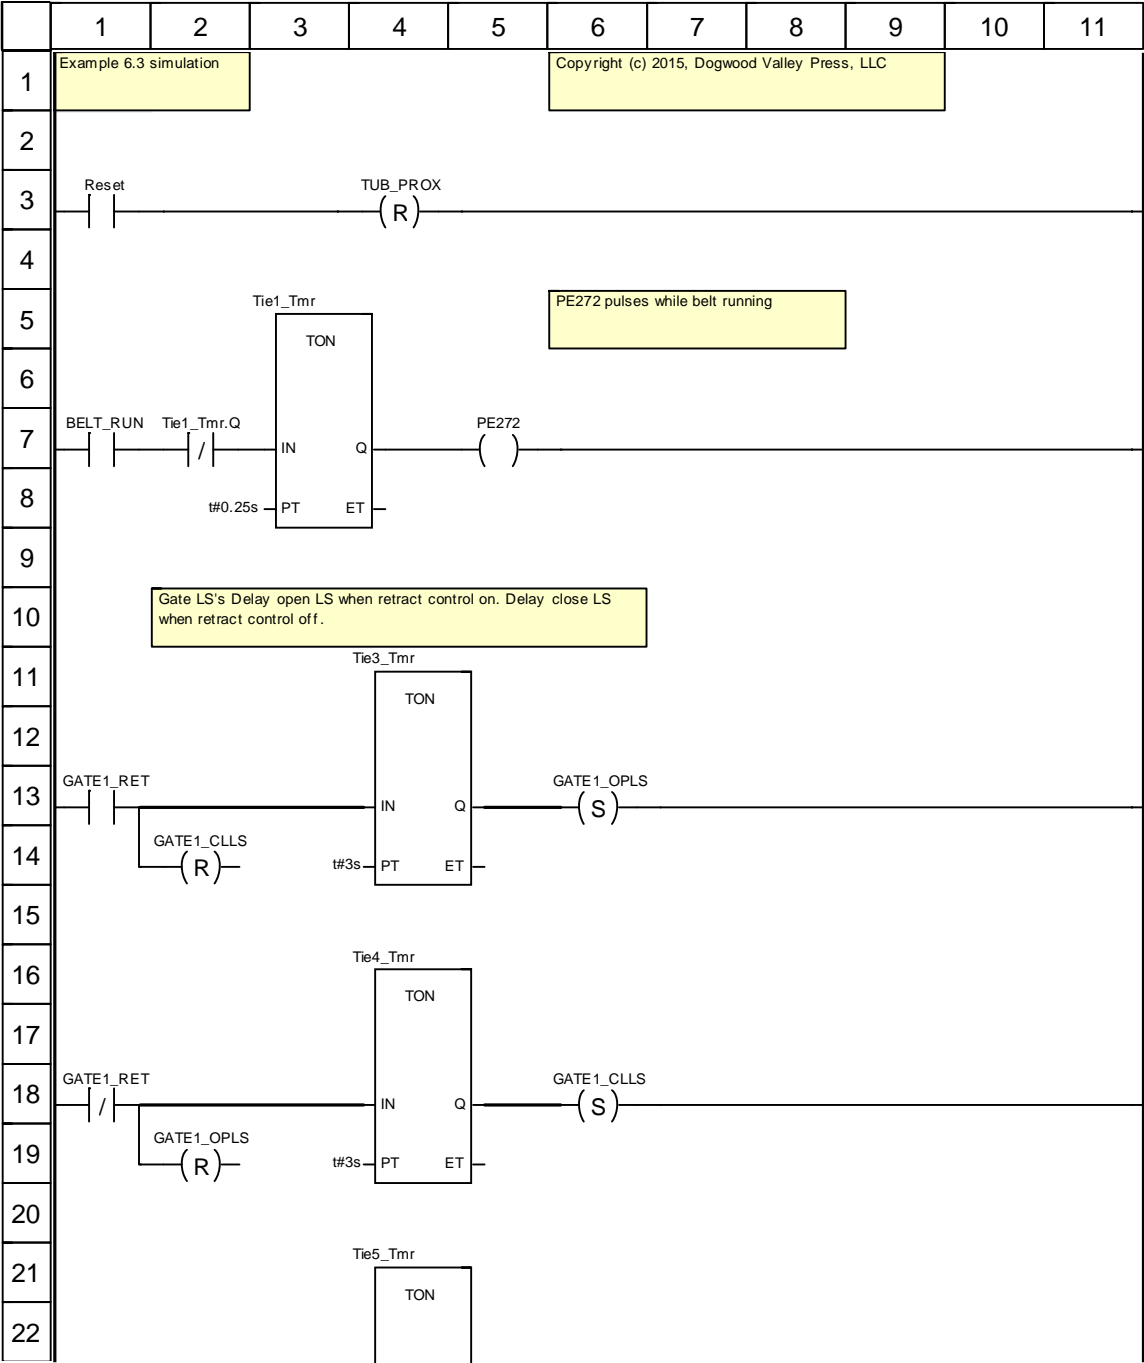 1 2 3 4 5 6 7 8 9 10 11
1
Example 6.3 simulation
Copyright (c) 2015, Dogwood Valley Press, LLC
2
3
Reset
TUB_PROX
R
4
5
Tie1_Tmr
PE272 pulses while belt running
TON
6
7
BELT_RUN
Tie1_Tmr.Q
PE272
/
IN
Q
8
t#0.25s
PT
ET
9
10
Gate LS's Delay open LS when retract control on. Delay close LS
when retract control off.
11
Tie3_Tmr
TON
12
13
GATE1_RET
GATE1_OPLS
IN
Q
S
14
GATE1_CLLS
R
t#3s
PT
ET
15
16
Tie4_Tmr
TON
17
18
GATE1_RET
GATE1_CLLS
/
IN
Q
S
19
GATE1_OPLS
R
t#3s
PT
ET
20
21
Tie5_Tmr
TON
22